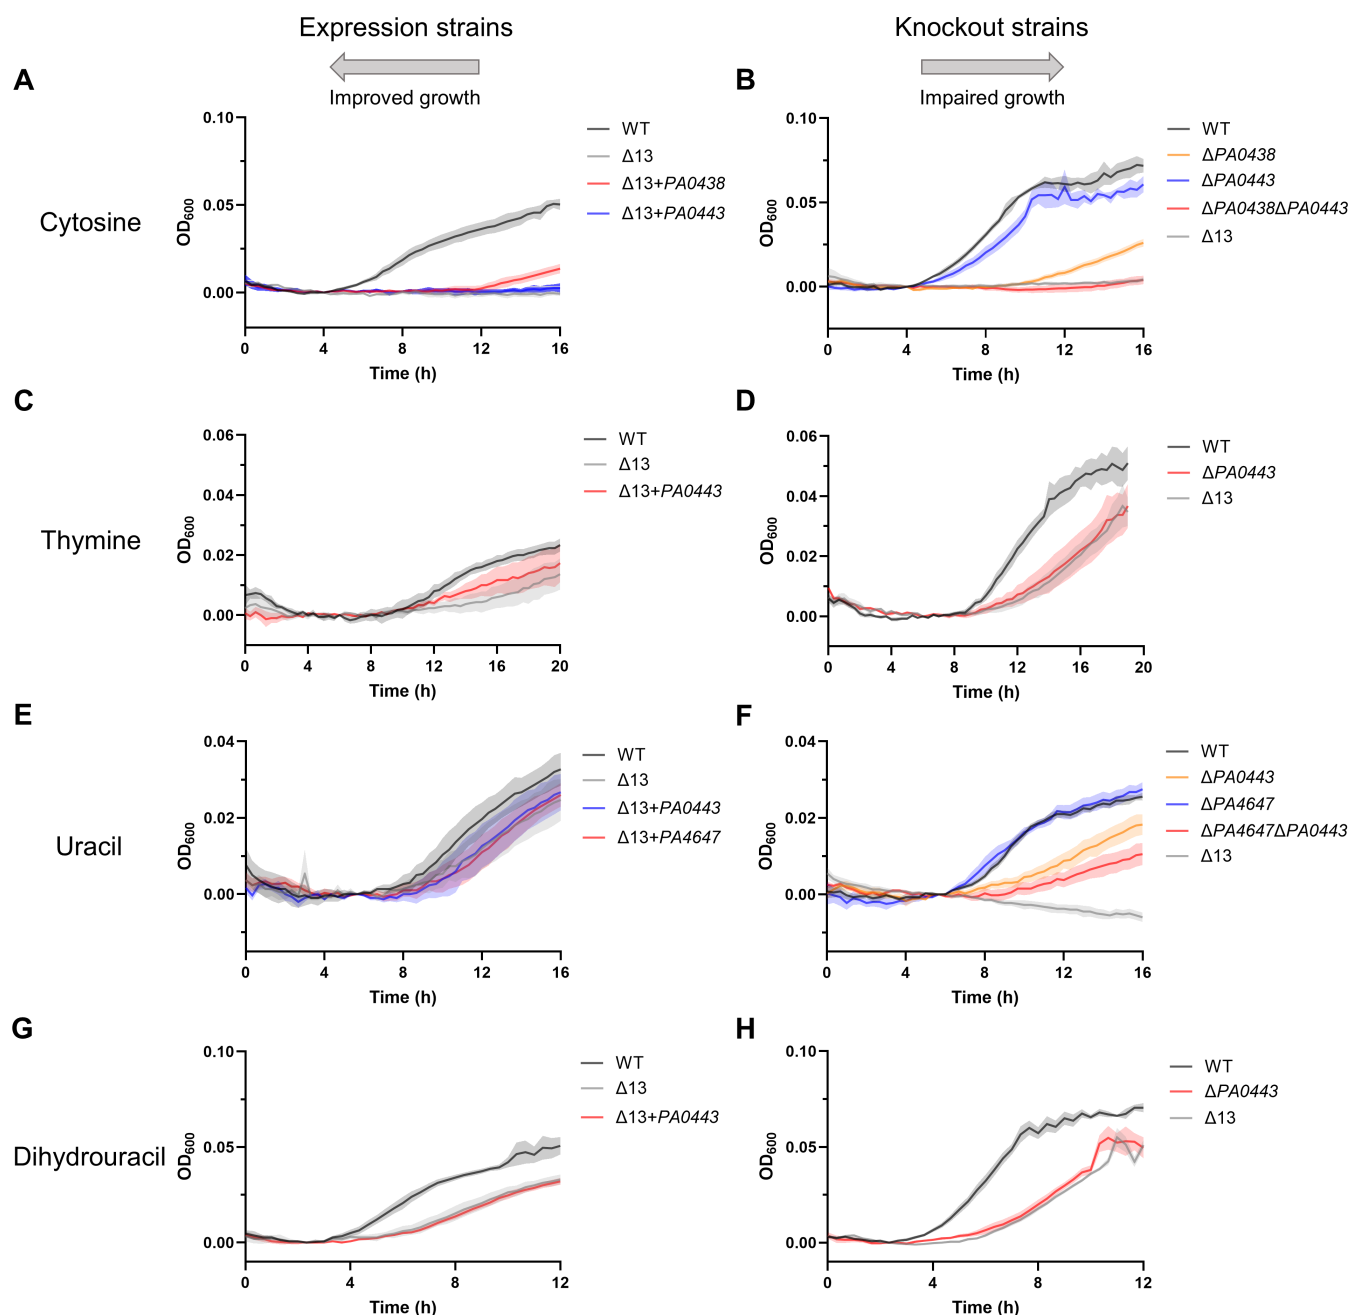 Expression strains
Knockout strains
Improved growth
Impaired growth
A
Cytosine
OD600
0.10
0.05
0.00
0 4 8 12 16
Time (h)
WT
Δ13
Δ13+PA0438
Δ13+PA0443
B
OD600
0.10
0.05
0.00
0 4 8 12 16
Time (h)
WT
ΔPA0438
ΔPA0443
ΔPA0438ΔPA0443
Δ13
C
Thymine
OD600
0.06
0.04
0.02
0.00
0 4 8 12 16 20
Time (h)
WT
Δ13
Δ13+PA0443
D
OD600
0.06
0.04
0.02
0.00
0 4 8 12 16 20
Time (h)
WT
ΔPA0443
Δ13
E
Uracil
OD600
0.04
0.02
0.00
0 4 8 12 16
Time (h)
WT
Δ13
Δ13+PA0443
Δ13+PA4647
F
OD600
0.04
0.02
0.00
0 4 8 12 16
Time (h)
WT
ΔPA0443
ΔPA4647
ΔPA4647ΔPA0443
Δ13
G
Dihydrouracil
OD600
0.10
0.05
0.00
0 4 8 12
Time (h)
WT
Δ13
Δ13+PA0443
H
OD600
0.10
0.05
0.00
0 4 8 12
Time (h)
WT
ΔPA0443
Δ13